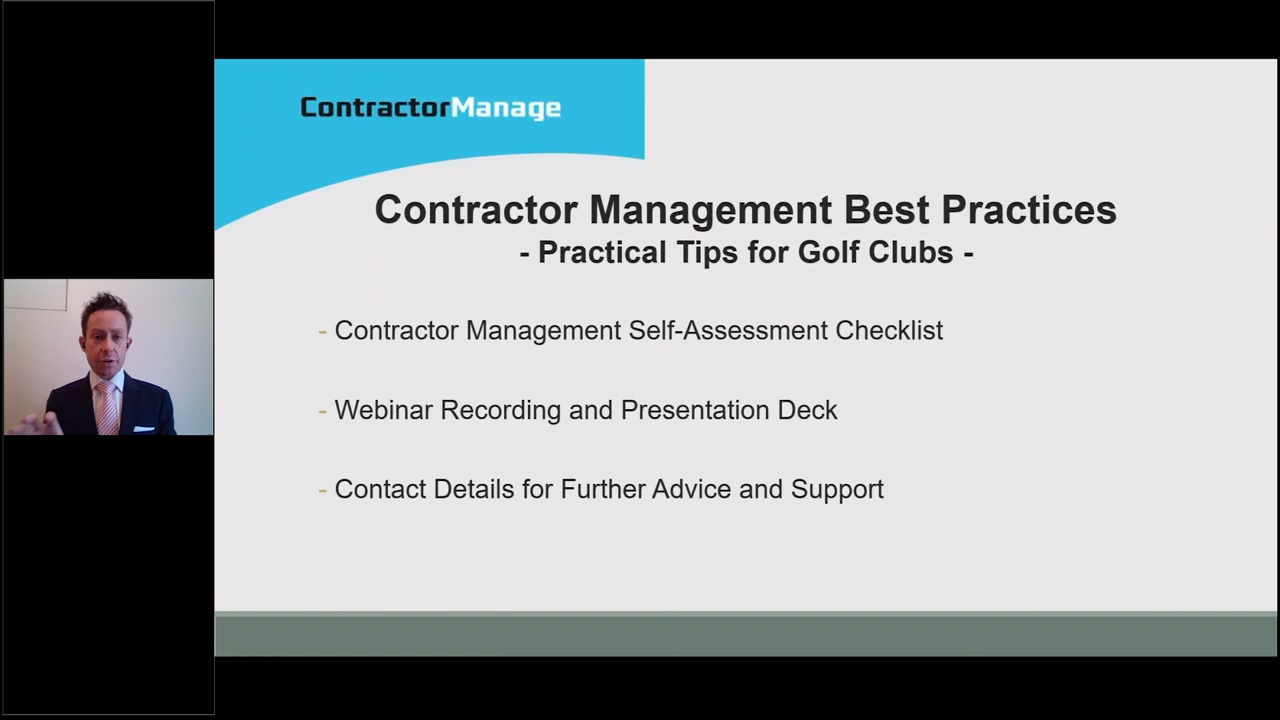 ContractorManage
Contractor Management Best Practices
- Practical Tips for Golf Clubs -
- Contractor Management Self-Assessment Checklist
- Webinar Recording and Presentation Deck
- Contact Details for Further Advice and Support